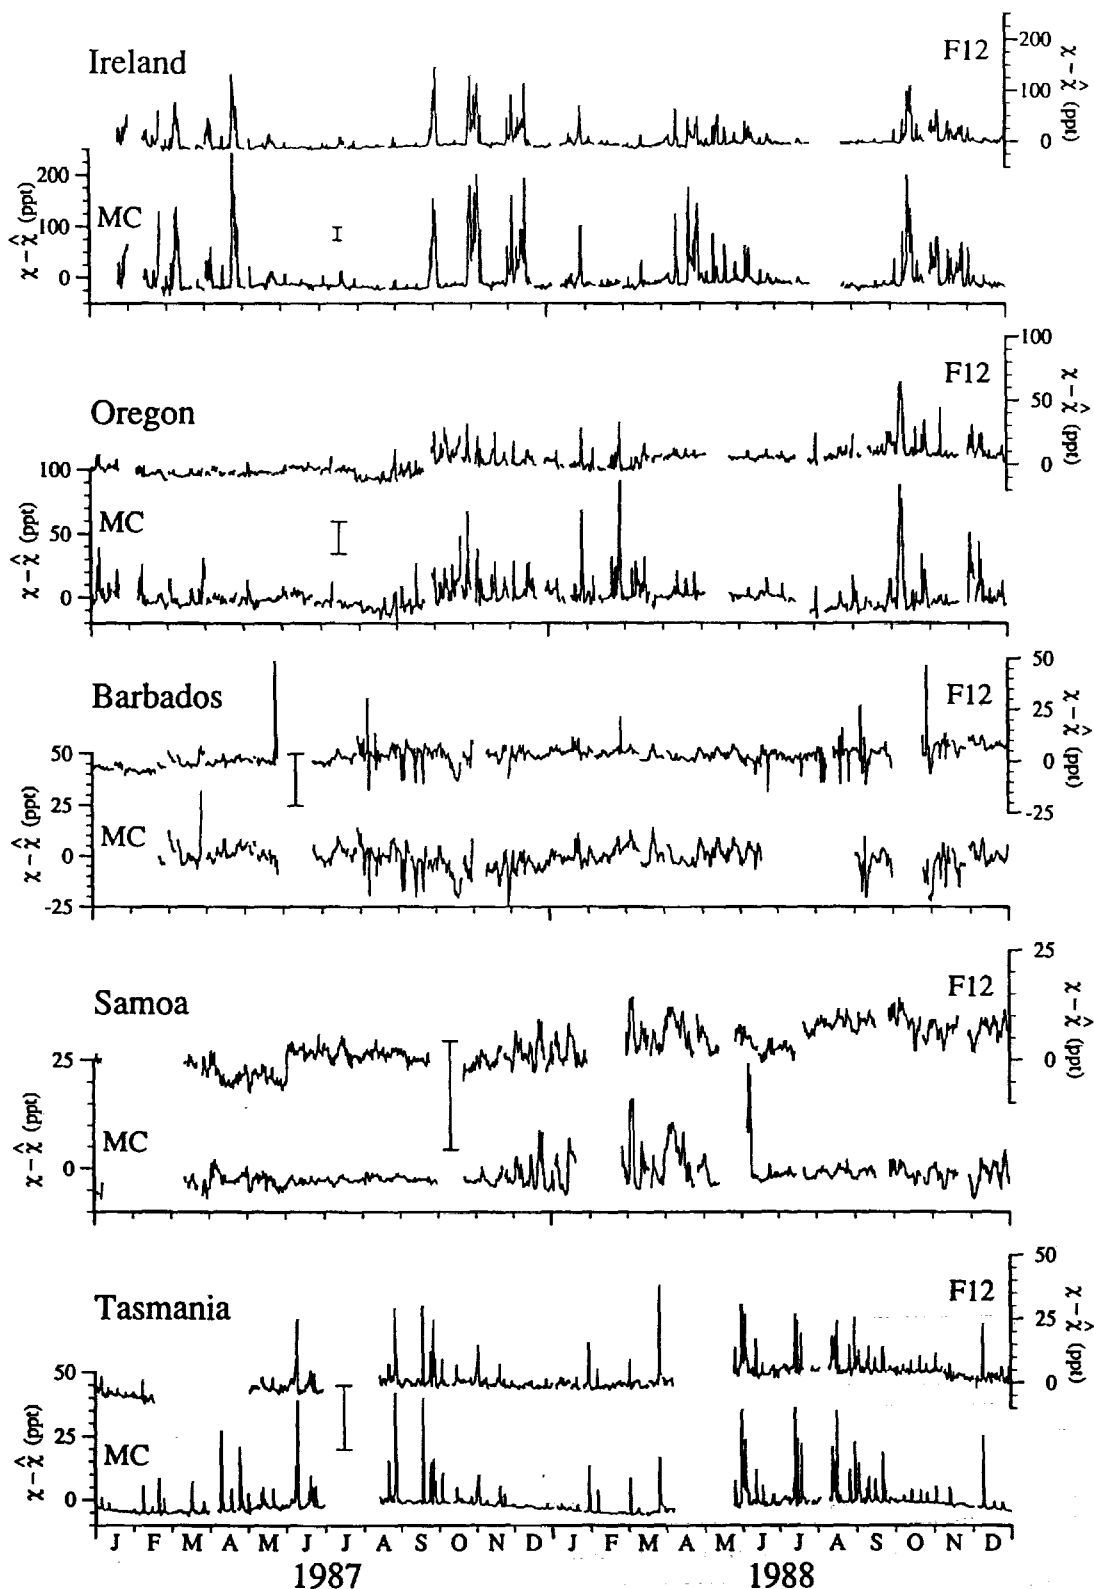 Ireland
F12
200
100
0
χ−χ̂ (ppt)
200
100
0
χ−χ̂ (ppt)
MC
Oregon
F12
100
50
0
χ−χ̂ (ppt)
100
50
0
χ−χ̂ (ppt)
MC
Barbados
F12
50
25
0
-25
χ−χ̂ (ppt)
50
25
0
-25
χ−χ̂ (ppt)
MC
Samoa
F12
25
0
χ−χ̂ (ppt)
25
0
χ−χ̂ (ppt)
MC
Tasmania
F12
50
25
0
χ−χ̂ (ppt)
50
25
0
χ−χ̂ (ppt)
MC
J F M A M J J A S O N D J F M A M J J A S O N D
1987 1988